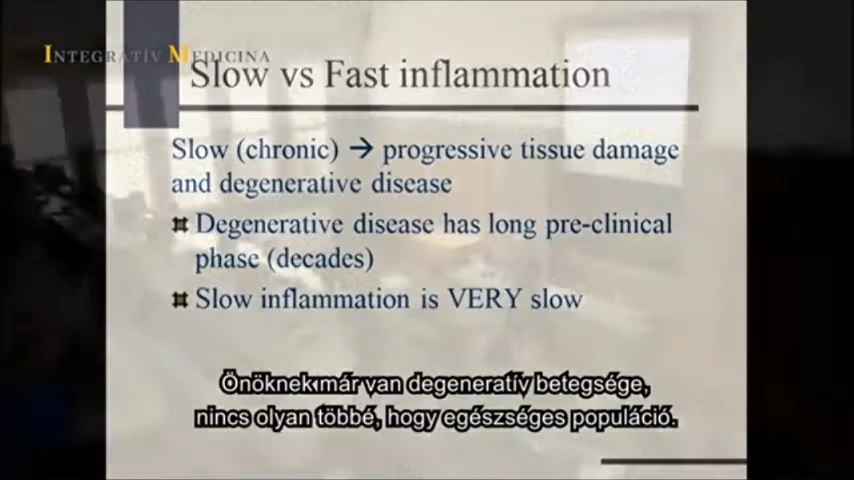 INTEGRATÍV MEDICINA
Slow vs Fast inflammation
Slow (chronic) → progressive tissue damage
and degenerative disease
Degenerative disease has long pre-clinical
phase (decades)
Slow inflammation is VERY slow
Önöknek már van degeneratív betegsége,
nincs olyan többé, hogy egészséges populáció.